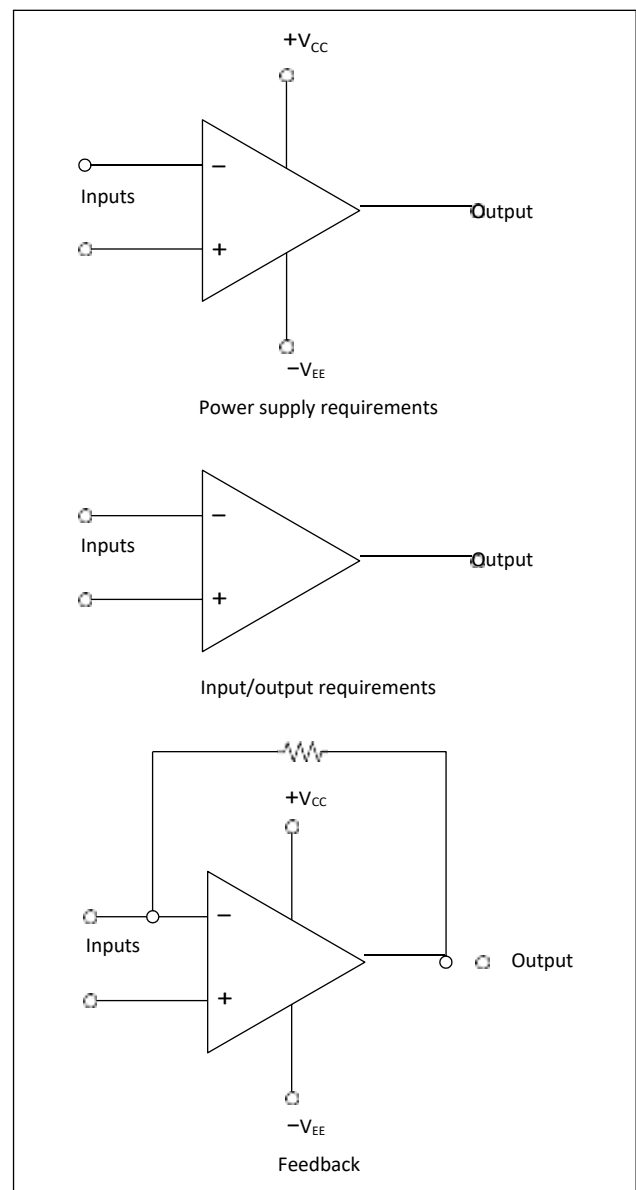 +VCC
−
Inputs
Output
+
−VEE
Power supply requirements
−
Inputs
Output
+
Input/output requirements
+VCC
−
Inputs
Output
+
−VEE
Feedback